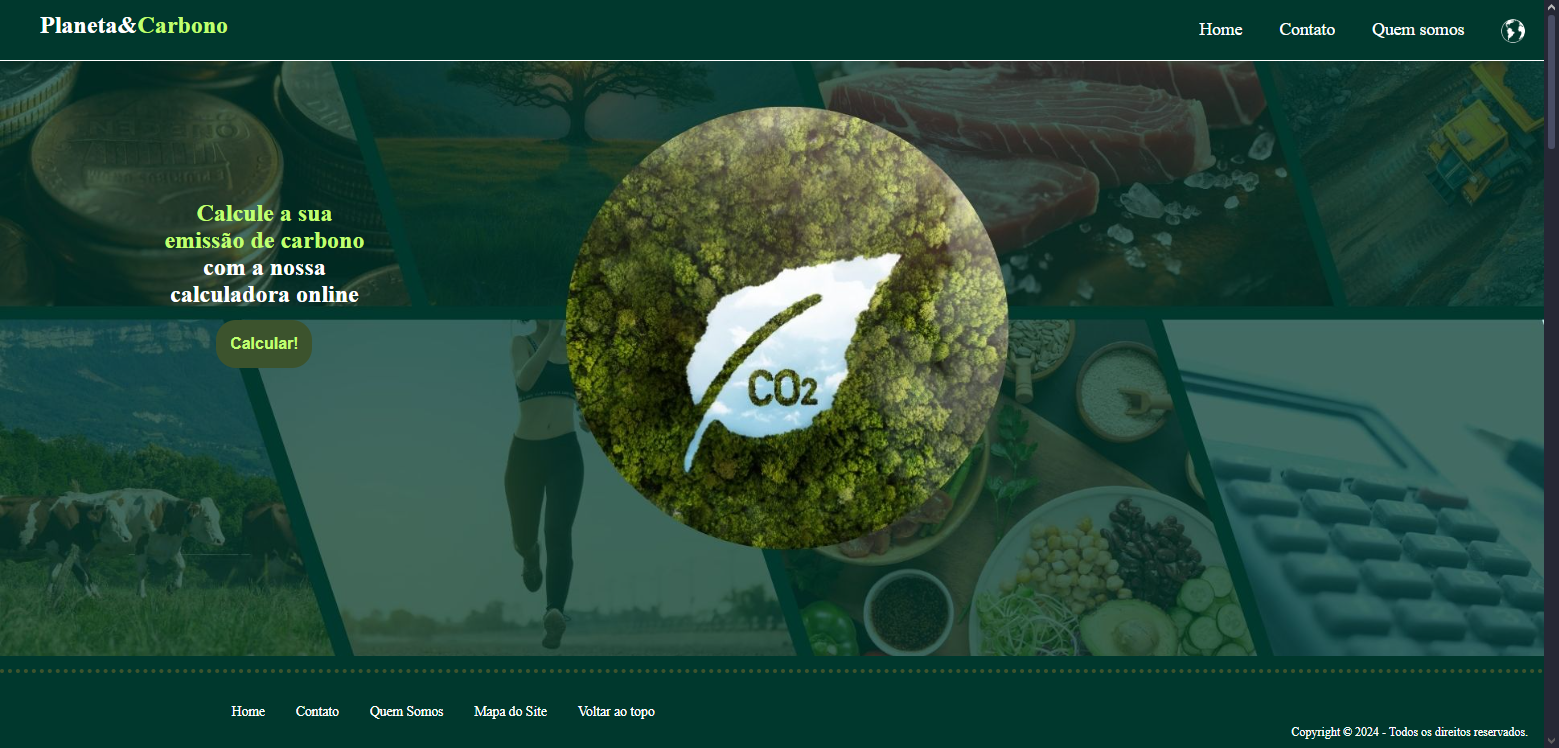 Planeta&Carbono
Home Contato Quem somos
Calcule a sua
emissão de carbono
com a nossa
calculadora online
Calcular!
CO2
Home Contato Quem Somos Mapa do Site Voltar ao topo
Copyright © 2024 - Todos os direitos reservados.